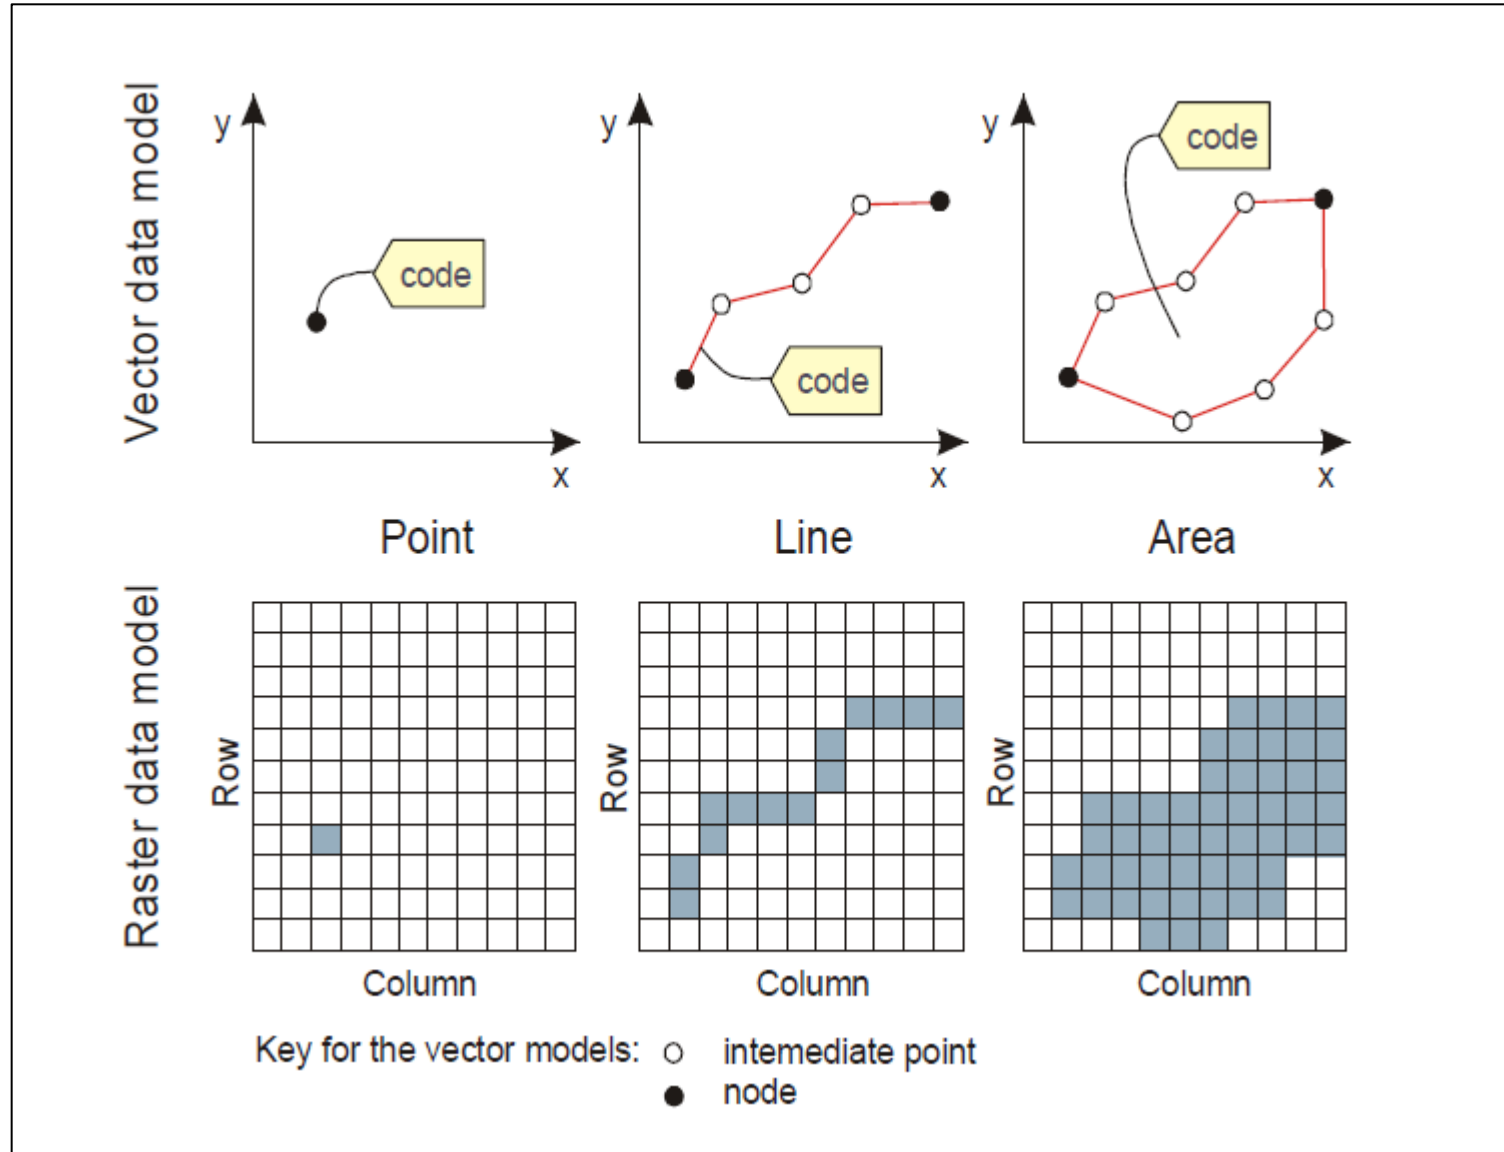 Vector data model
y
code
x
y
code
x
y
code
x
Point
Line
Area
Raster data model
Row
Column
Row
Column
Row
Column
Key for the vector models:
intemediate point
node